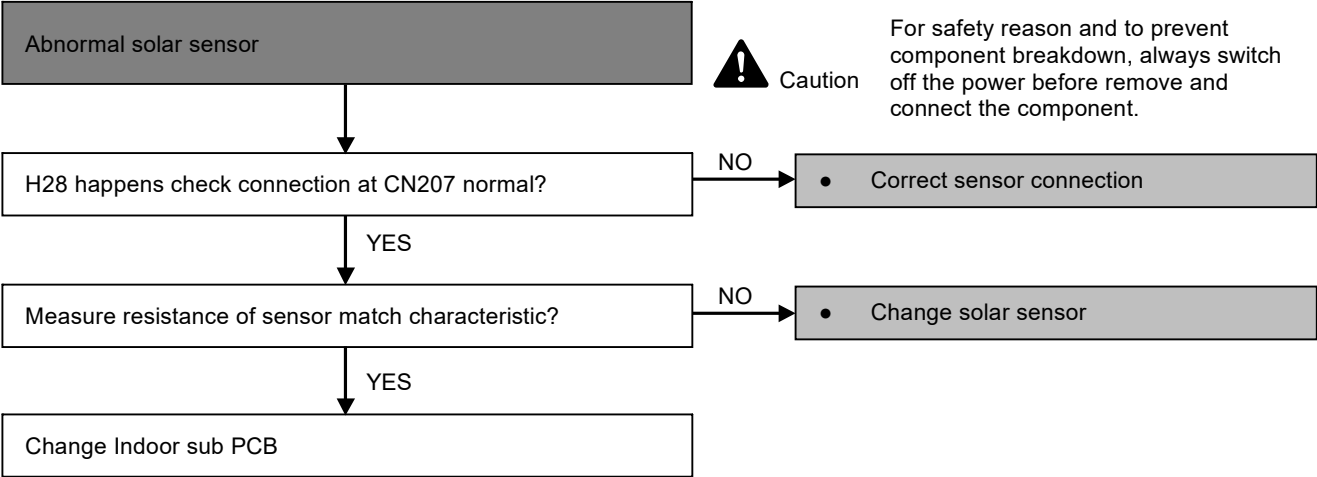 Abnormal solar sensor
Caution
For safety reason and to prevent
component breakdown, always switch
off the power before remove and
connect the component.
H28 happens check connection at CN207 normal?
NO
● Correct sensor connection
YES
Measure resistance of sensor match characteristic?
NO
● Change solar sensor
YES
Change Indoor sub PCB